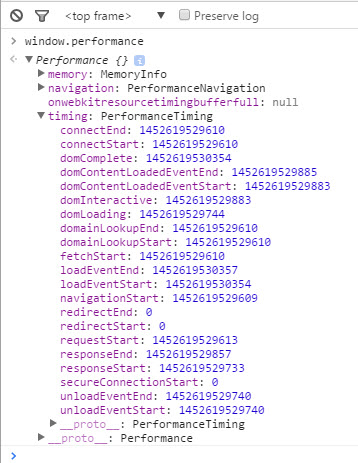 <top frame> ▼ Preserve log
> window.performance
Performance {} i
memory: MemoryInfo
navigation: PerformanceNavigation
onwebkitresourcetimingbufferfull: null
timing: PerformanceTiming
connectEnd: 1452619529610
connectStart: 1452619529610
domComplete: 1452619530354
domContentLoadedEventEnd: 1452619529885
domContentLoadedEventStart: 1452619529883
domInteractive: 1452619529883
domLoading: 1452619529744
domainLookupEnd: 1452619529610
domainLookupStart: 1452619529610
fetchStart: 1452619529610
loadEventEnd: 1452619530357
loadEventStart: 1452619530354
navigationStart: 1452619529609
redirectEnd: 0
redirectStart: 0
requestStart: 1452619529613
responseEnd: 1452619529857
responseStart: 1452619529733
secureConnectionStart: 0
unloadEventEnd: 1452619529740
unloadEventStart: 1452619529740
__proto__: PerformanceTiming
__proto__: Performance
>